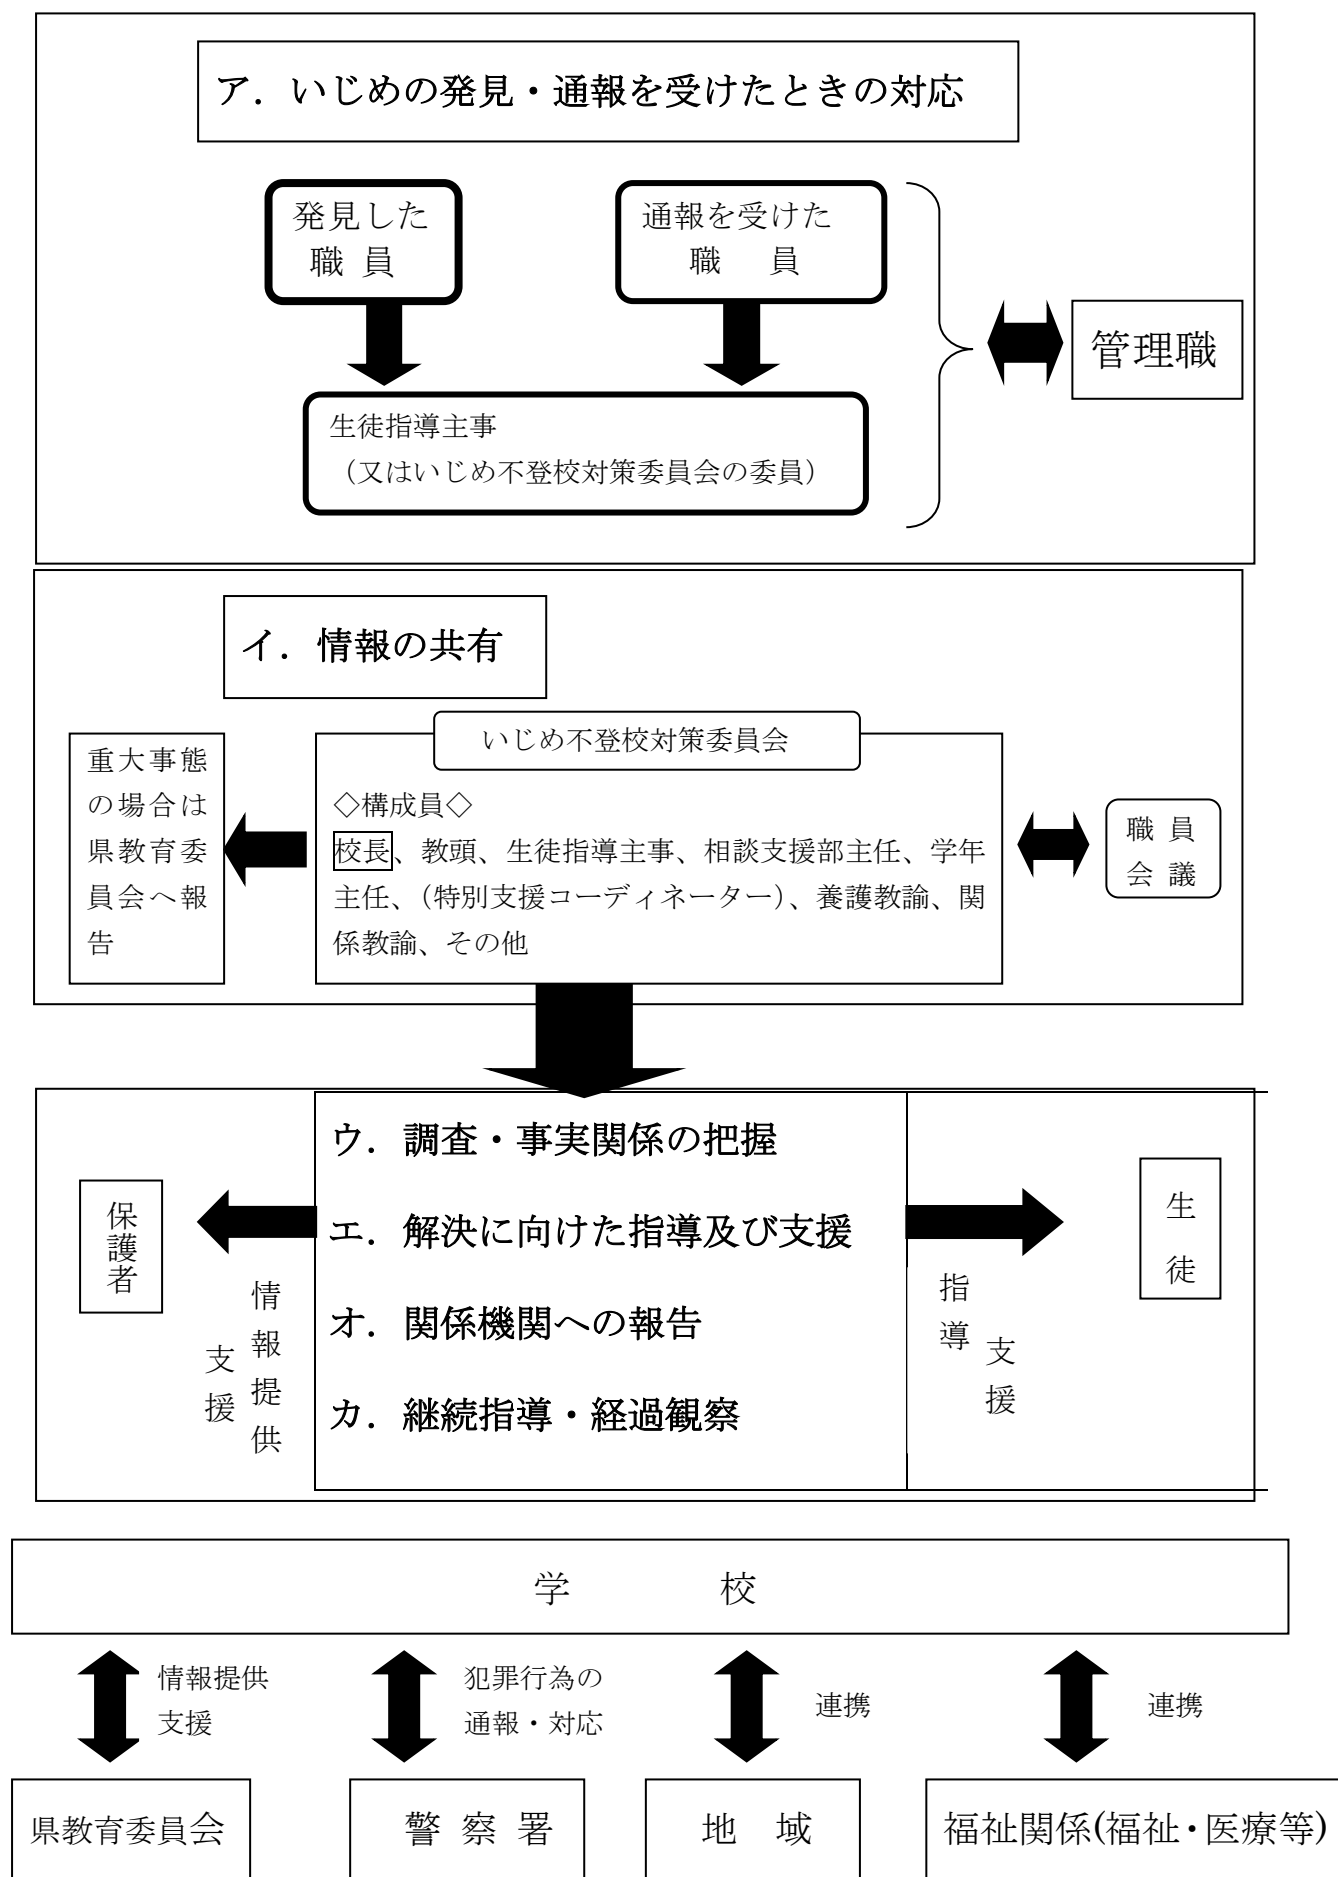 ア．いじめの発見・通報を受けたときの対応
発見した
職 員
通報を受けた
職　員
管理職
生徒指導主事
（又はいじめ不登校対策委員会の委員）
イ．情報の共有
いじめ不登校対策委員会
重大事態
の場合は
県教育委
員会へ報
告
◇構成員◇
校長、教頭、生徒指導主事、相談支援部主任、学年
主任、(特別支援コーディネーター)、養護教諭、関
係教諭、その他
職 員
会 議
ウ．調査・事実関係の把握
エ．解決に向けた指導及び支援
オ．関係機関への報告
カ．継続指導・経過観察
保護者
情報提供
支援
生徒
指導
支援
学　校
情報提供
支援
犯罪行為の
通報・対応
連携
連携
県教育委員会
警 察 署
地　域
福祉関係(福祉・医療等)